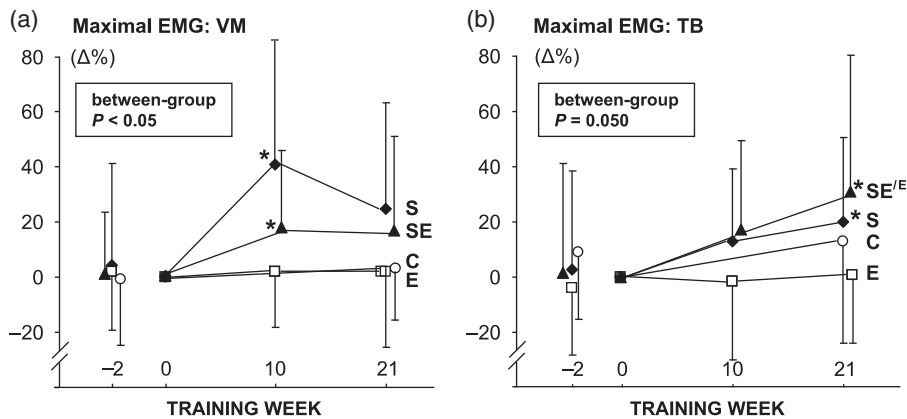 (a)
Maximal EMG: VM
(Δ%)
80
60
40
20
0
–20
between-group
P < 0.05
*
*
S
SE
C
E
–2
0
10
21
TRAINING WEEK
(b)
Maximal EMG: TB
(Δ%)
80
60
40
20
0
–20
between-group
P = 0.050
* SE/E
* S
C
E
–2
0
10
21
TRAINING WEEK